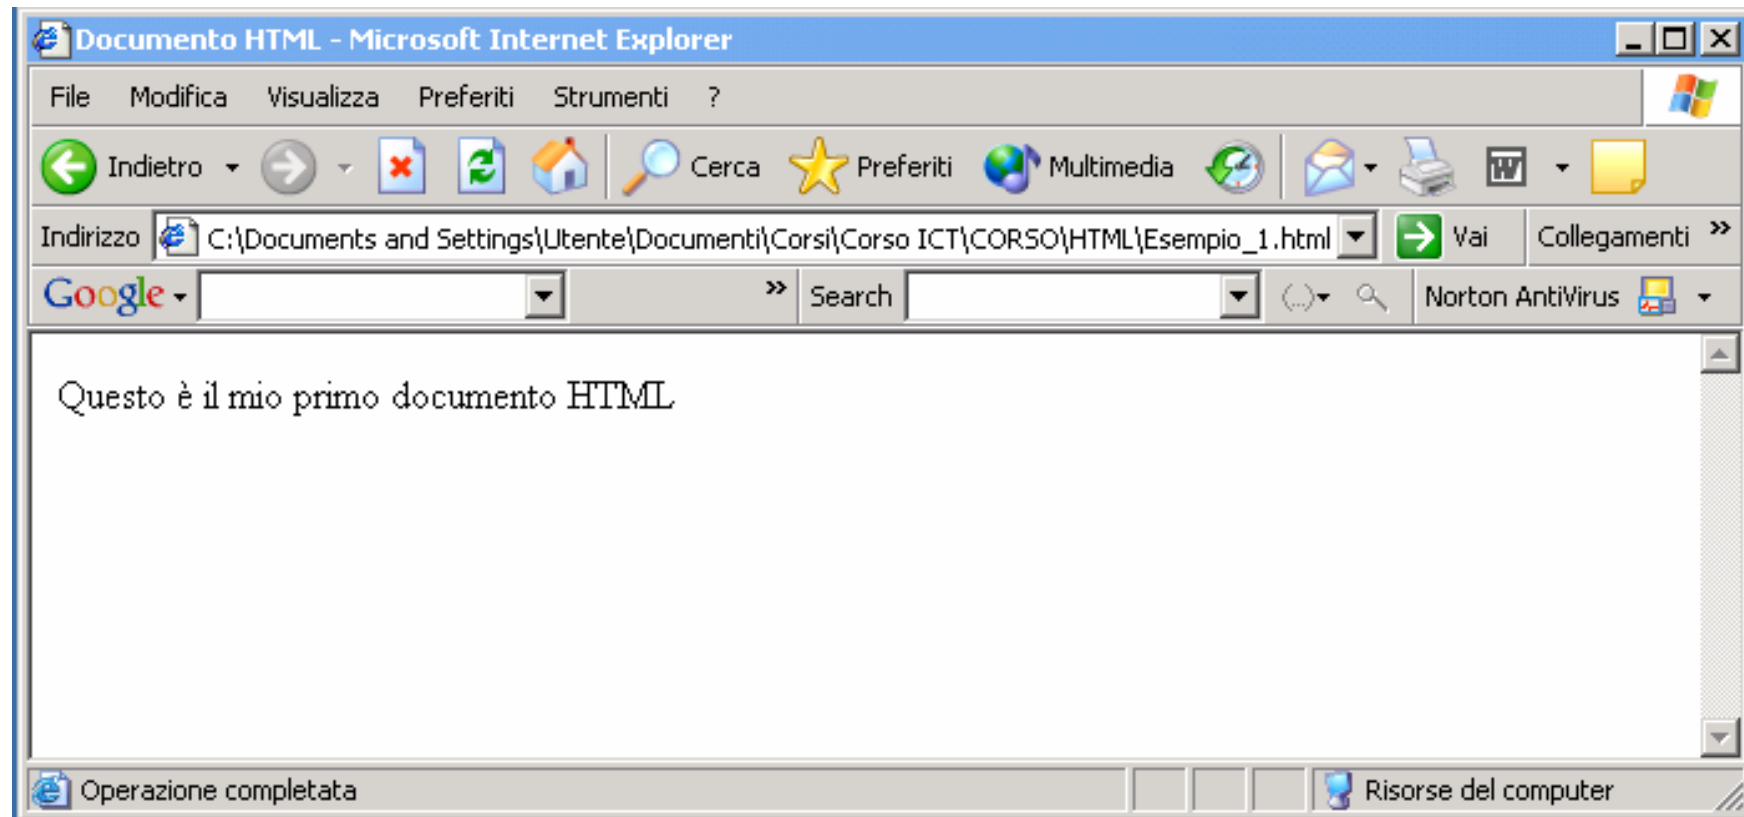 Documento HTML - Microsoft Internet Explorer
File Modifica Visualizza Preferiti Strumenti ?
Indietro Cerca Preferiti Multimedia W
Indirizzo C:\Documents and Settings\Utente\Documenti\Corsi\Corso ICT\CORSO\HTML\Esempio_1.html Vai Collegamenti »
Google » Search (...) Norton AntiVirus
Questo è il mio primo documento HTML
Operazione completata Risorse del computer